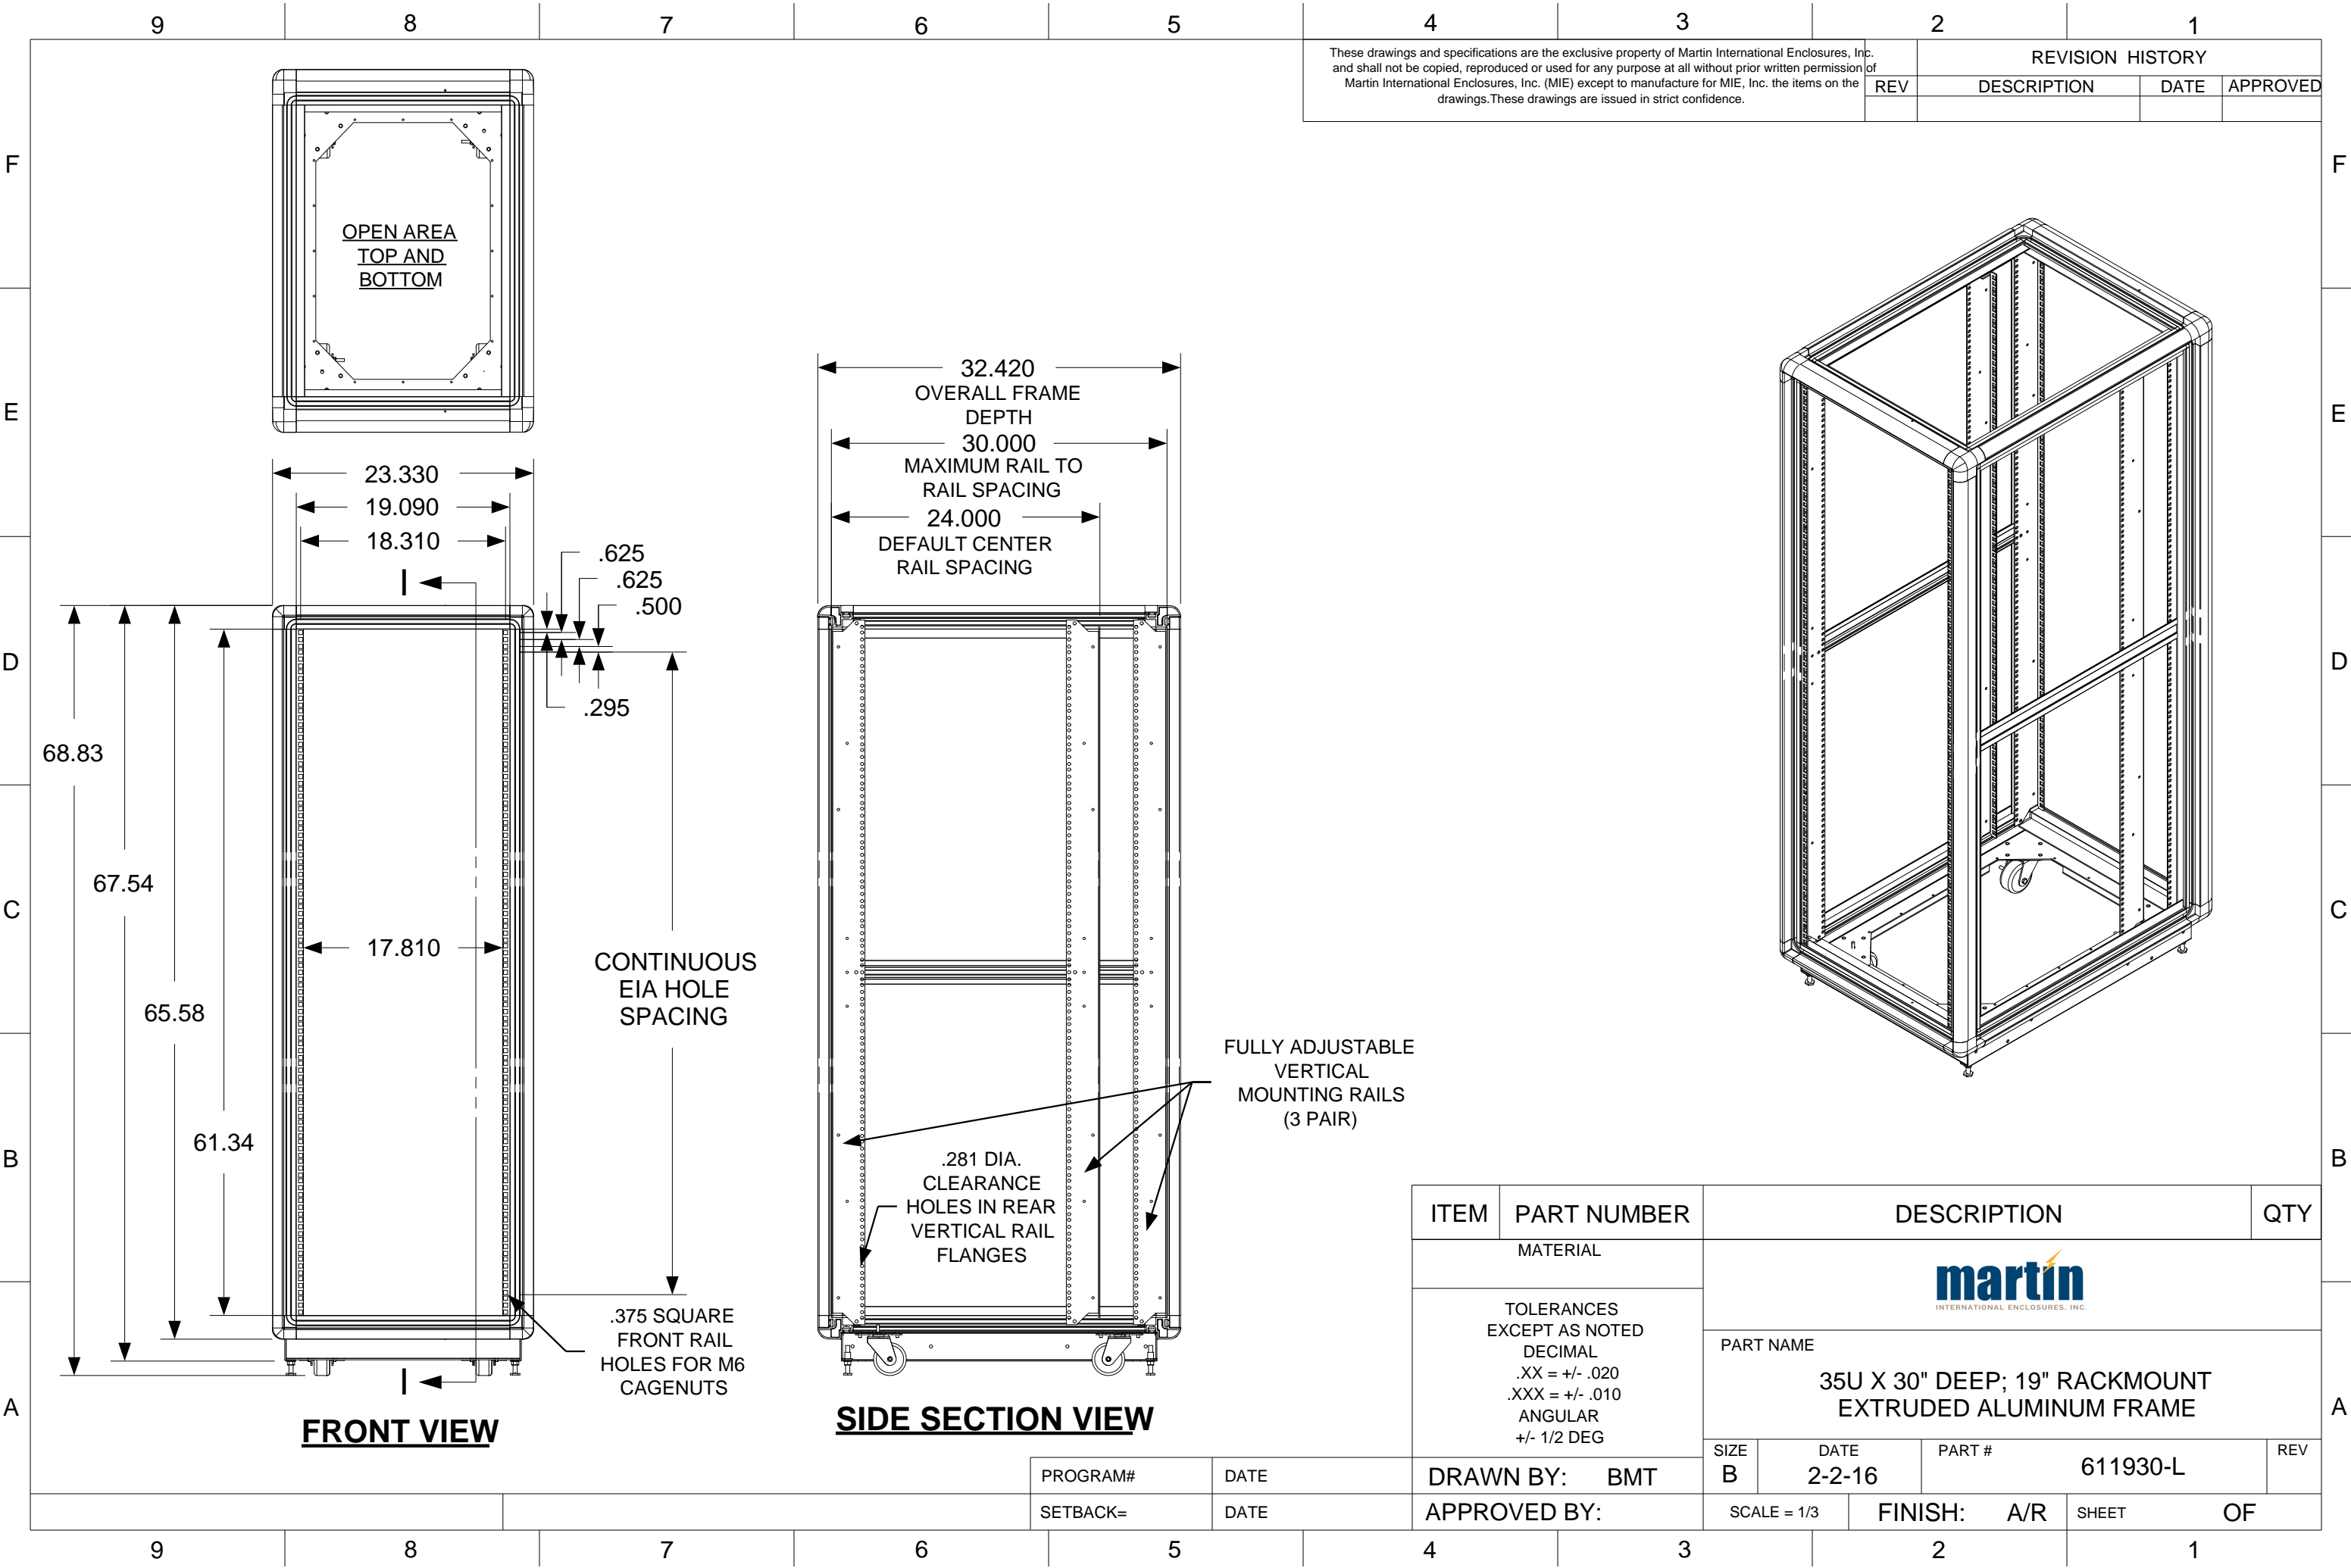 9 8 7 6 5 4 3 2 1
These drawings and specifications are the exclusive property of Martin International Enclosures, Inc.
and shall not be copied, reproduced or used for any purpose at all without prior written permission of
Martin International Enclosures, Inc. (MIE) except to manufacture for MIE, Inc. the items on the
drawings.These drawings are issued in strict confidence.
REVISION HISTORY
REV DESCRIPTION DATE APPROVED
F F
OPEN AREA
TOP AND
BOTTOM
E E
23.330
19.090
18.310
.625
.625
.500
.295
32.420
OVERALL FRAME
DEPTH
30.000
MAXIMUM RAIL TO
RAIL SPACING
24.000
DEFAULT CENTER
RAIL SPACING
D D
I
68.83
67.54
65.58
61.34
17.810
C C
CONTINUOUS
EIA HOLE
SPACING
B B
.375 SQUARE
FRONT RAIL
HOLES FOR M6
CAGENUTS
I
FRONT VIEW
FULLY ADJUSTABLE
VERTICAL
MOUNTING RAILS
(3 PAIR)
.281 DIA.
CLEARANCE
HOLES IN REAR
VERTICAL RAIL
FLANGES
SIDE SECTION VIEW
A A
ITEM PART NUMBER DESCRIPTION QTY
MATERIAL
TOLERANCES
EXCEPT AS NOTED
DECIMAL
.XX = +/- .020
.XXX = +/- .010
ANGULAR
+/- 1/2 DEG
martin
INTERNATIONAL ENCLOSURES, INC.
PART NAME
35U X 30" DEEP; 19" RACKMOUNT
EXTRUDED ALUMINUM FRAME
SIZE DATE PART # REV
B 2-2-16 611930-L
PROGRAM# DATE DRAWN BY: BMT
SETBACK= DATE APPROVED BY: SCALE = 1/3 FINISH: A/R SHEET OF
9 8 7 6 5 4 3 2 1